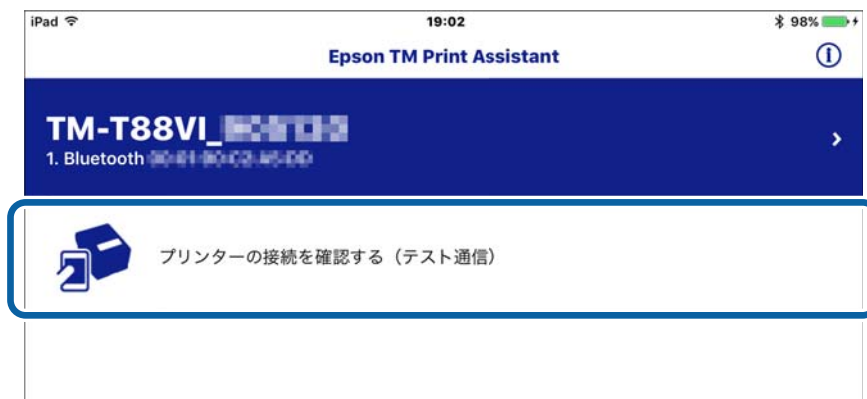 iPad 19:02 98%
Epson TM Print Assistant
TM-T88VI_
1. Bluetooth
プリンターの接続を確認する（テスト通信）